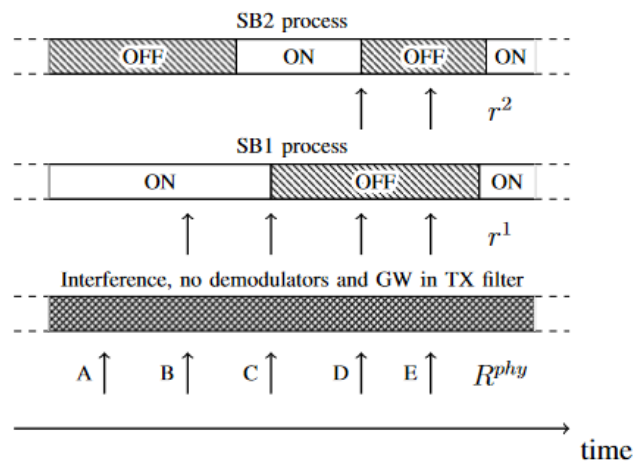 SB2 process
OFF ON OFF ON
r²
SB1 process
ON OFF ON
r¹
Interference, no demodulators and GW in TX filter
A B C D E Rᵖʰʸ
time